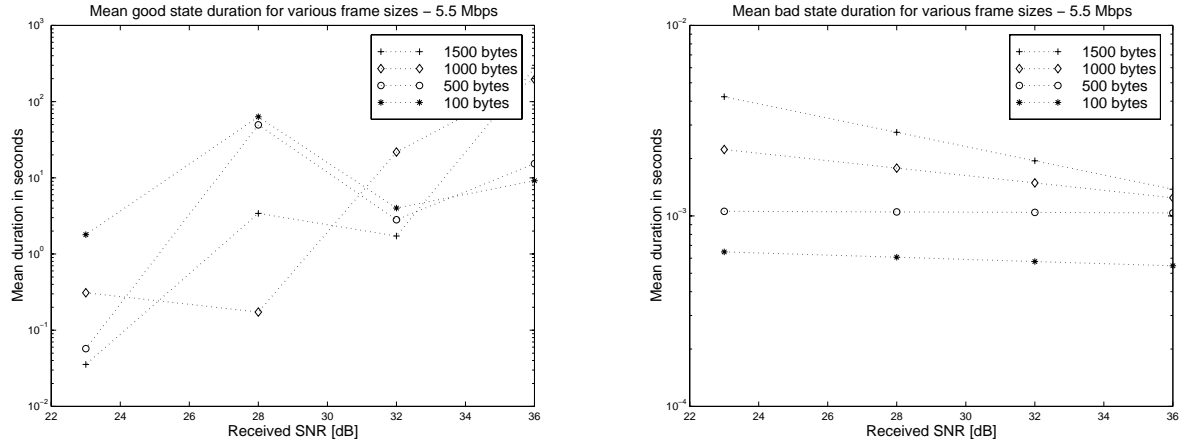 Mean good state duration for various frame sizes − 5.5 Mbps
10^3
10^2
10^1
10^0
10^−1
10^−2
Mean duration in seconds
1500 bytes
1000 bytes
500 bytes
100 bytes
22 24 26 28 30 32 34 36
Received SNR [dB]
Mean bad state duration for various frame sizes − 5.5 Mbps
10^−2
10^−3
10^−4
Mean duration in seconds
1500 bytes
1000 bytes
500 bytes
100 bytes
22 24 26 28 30 32 34 36
Received SNR [dB]